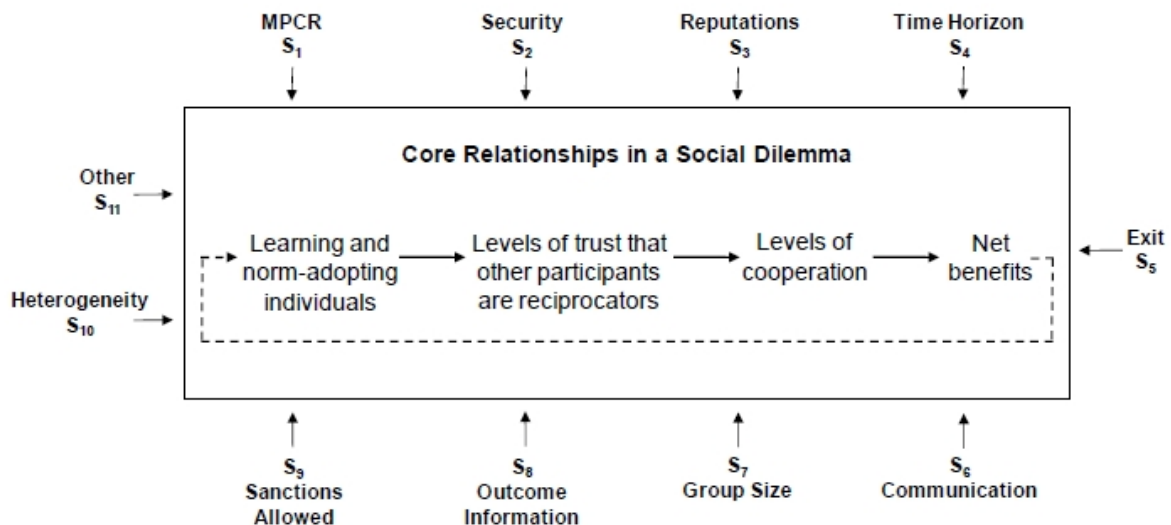 MPCR
S1
Security
S2
Reputations
S3
Time Horizon
S4
Core Relationships in a Social Dilemma
Other
S11
Learning and
norm-adopting
individuals
Levels of trust that
other participants
are reciprocators
Levels of
cooperation
Net
benefits
Exit
S5
Heterogeneity
S10
S9
Sanctions
Allowed
S8
Outcome
Information
S7
Group Size
S6
Communication